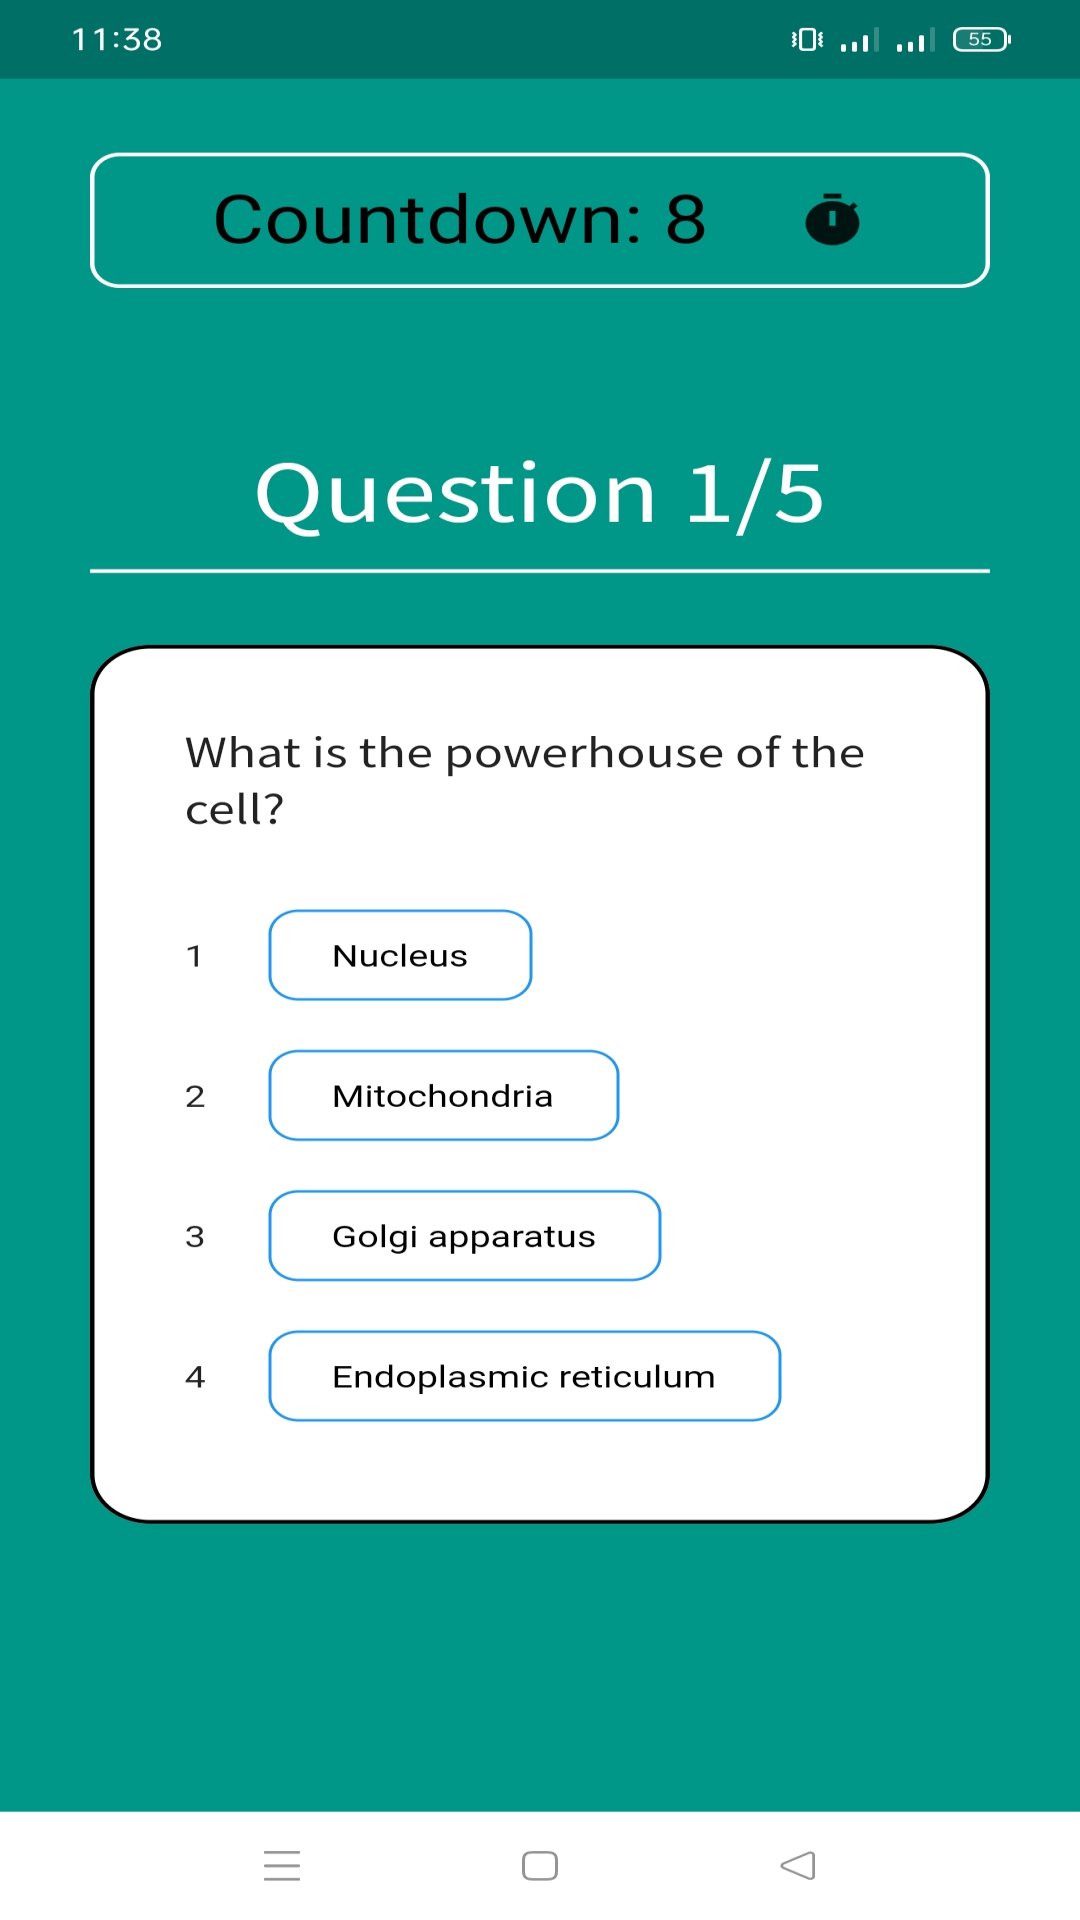 11:38
55
Countdown: 8
Question 1/5
What is the powerhouse of the
cell?
1 Nucleus
2 Mitochondria
3 Golgi apparatus
4 Endoplasmic reticulum